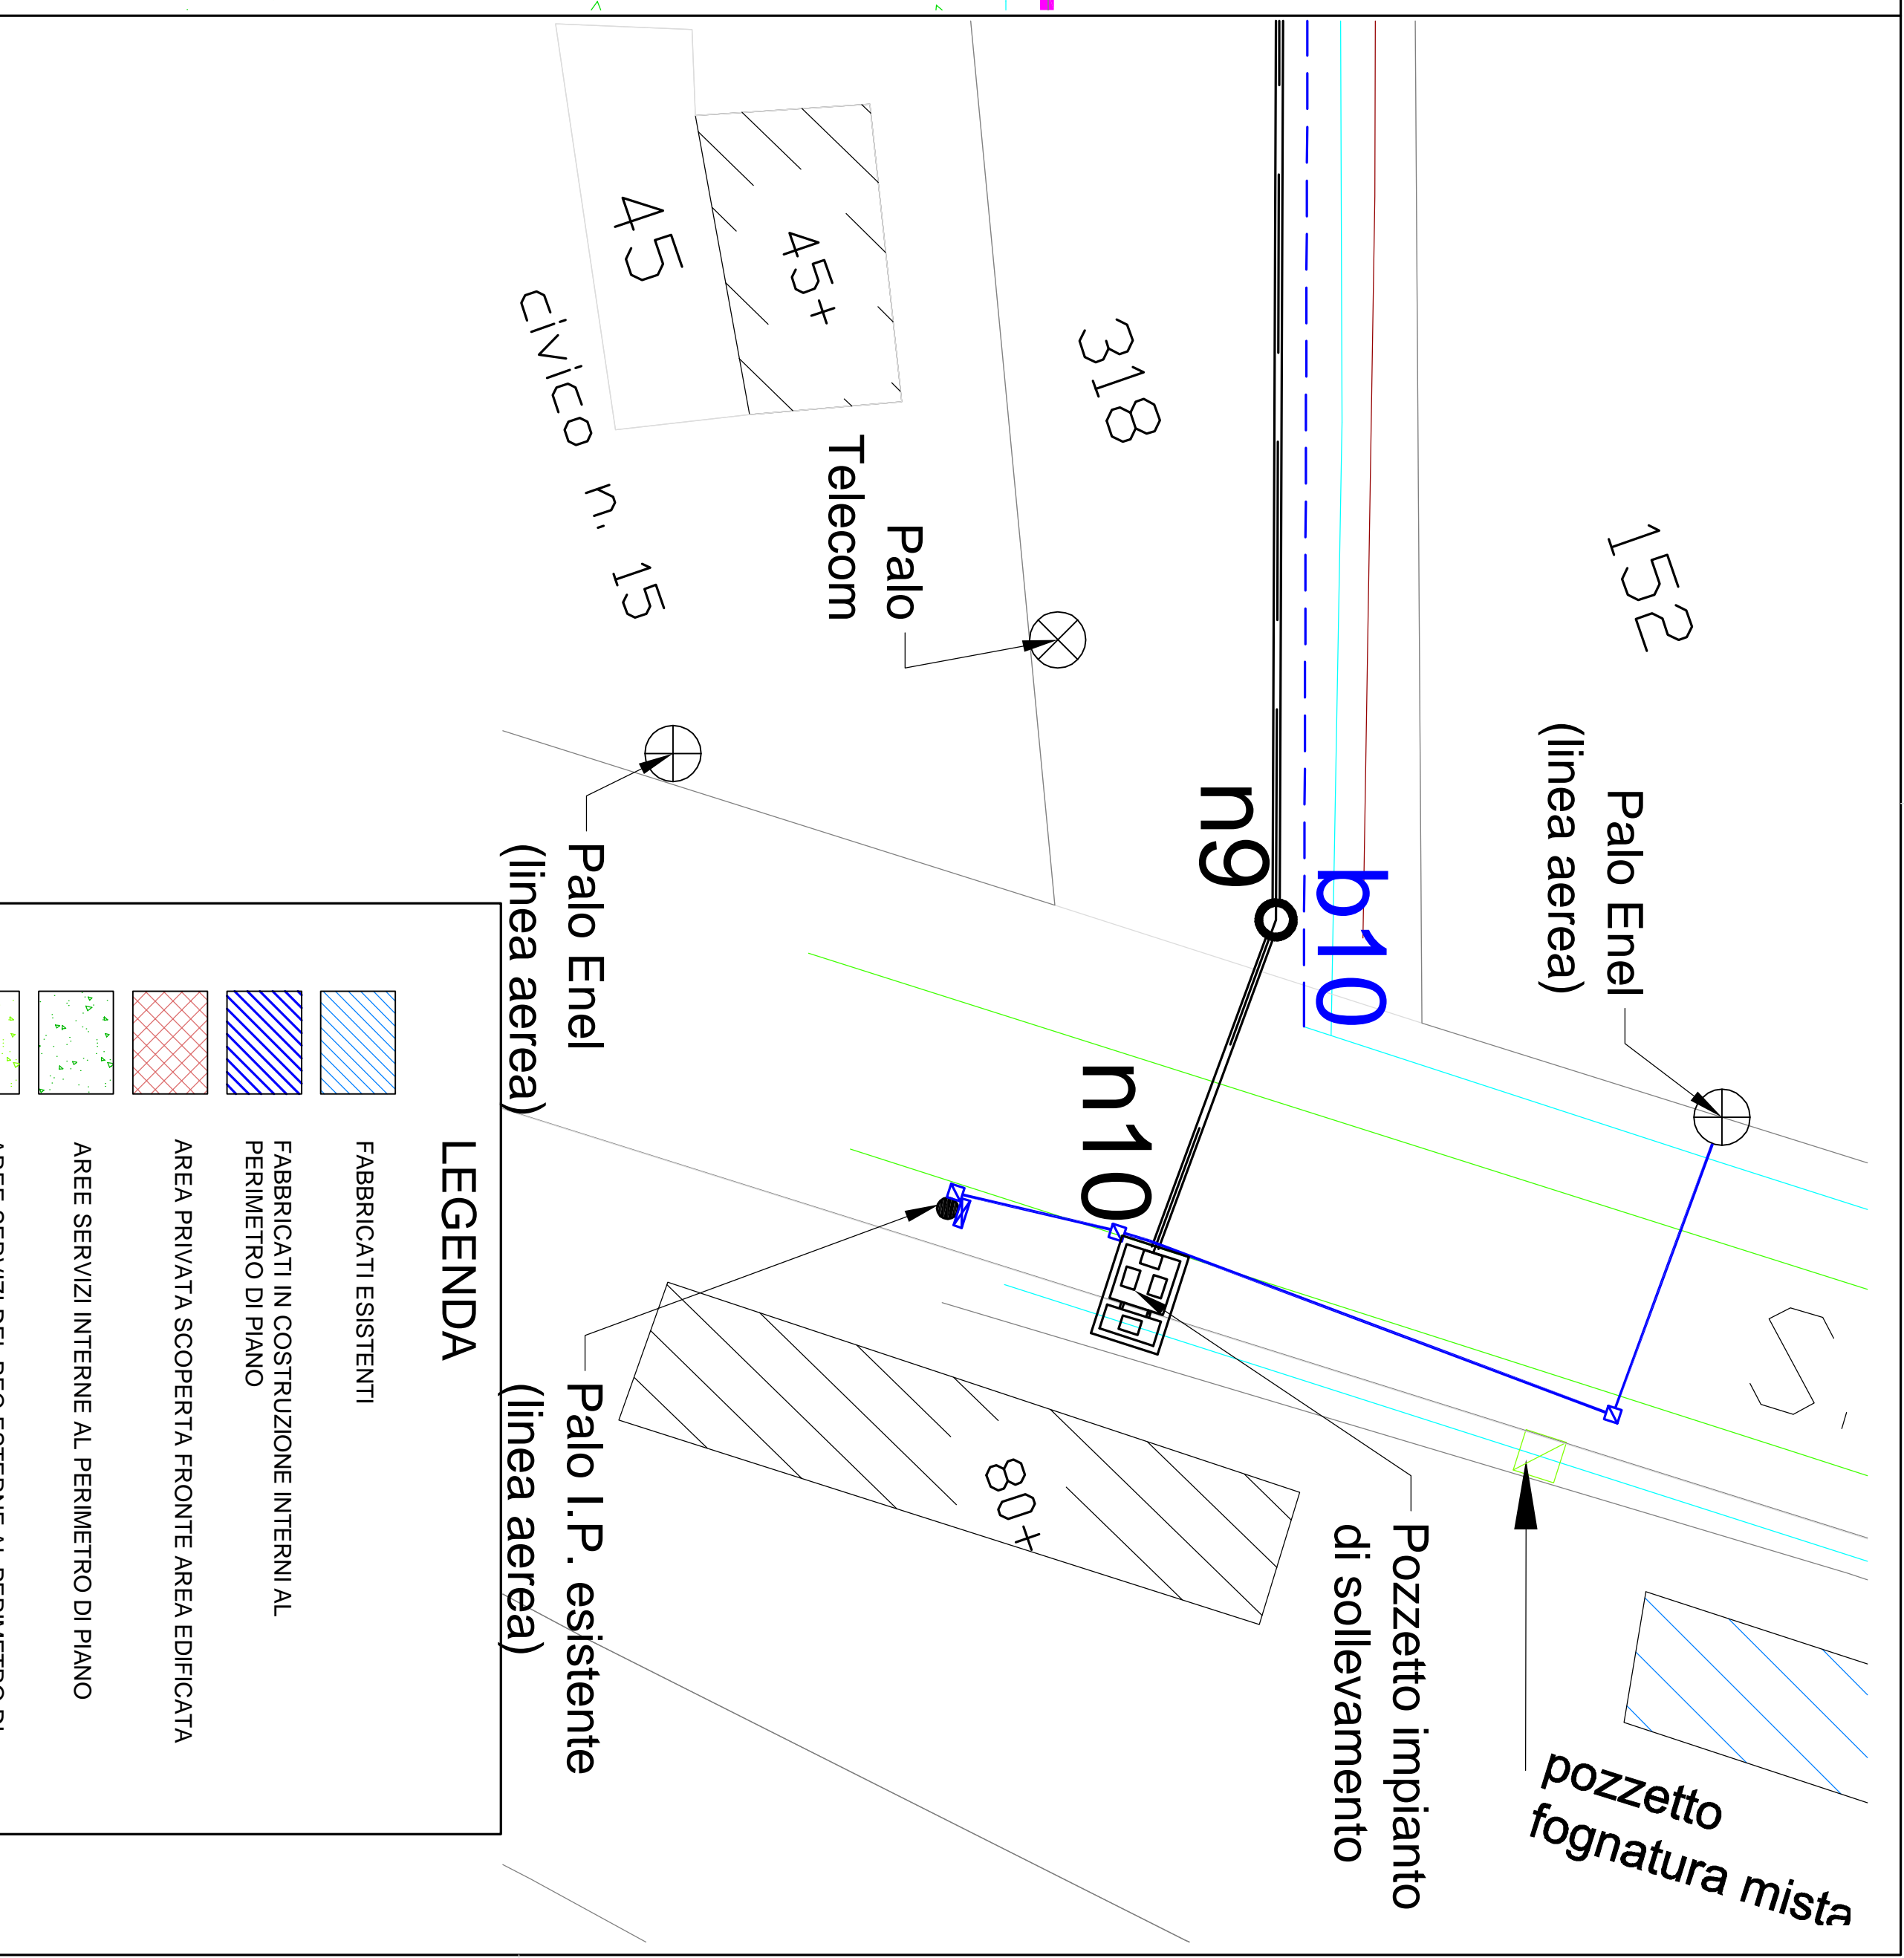 152
Palo Enel
(linea aerea)
S
pozzetto
fognatura mista
Pozzetto impianto
di sollevamento
b10
n9
n10
318
Palo
Telecom
45+
45
civico n. 15
80+
Palo Enel
(linea aerea)
Palo I.P. esistente
(linea aerea)
LEGENDA
FABBRICATI ESISTENTI
FABBRICATI IN COSTRUZIONE INTERNI AL
PERIMETRO DI PIANO
AREA PRIVATA SCOPERTA FRONTE AREA EDIFICATA
AREE SERVIZI INTERNE AL PERIMETRO DI PIANO